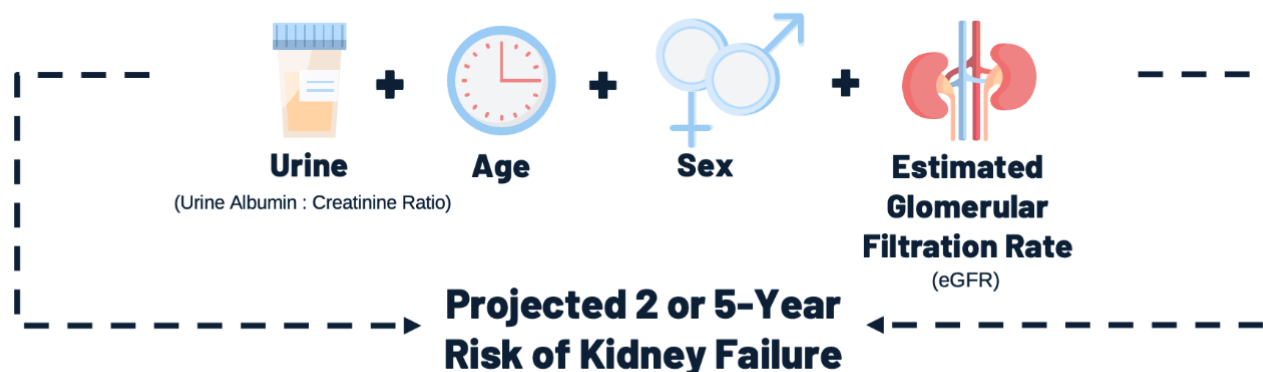 Urine
(Urine Albumin : Creatinine Ratio)
Age
Sex
Estimated
Glomerular
Filtration Rate
(eGFR)
Projected 2 or 5-Year
Risk of Kidney Failure